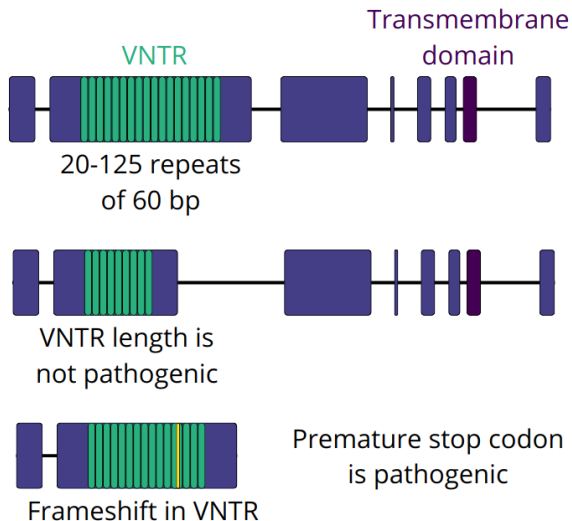 VNTR
Transmembrane
domain
20-125 repeats
of 60 bp
VNTR length is
not pathogenic
Premature stop codon
is pathogenic
Frameshift in VNTR